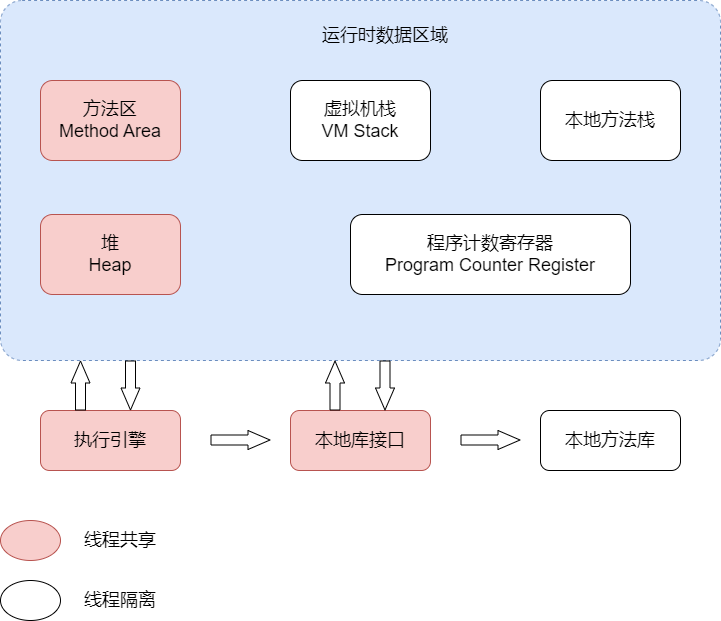 运行时数据区域
方法区
Method Area
虚拟机栈
VM Stack
本地方法栈
堆
Heap
程序计数寄存器
Program Counter Register
执行引擎
本地库接口
本地方法库
线程共享
线程隔离